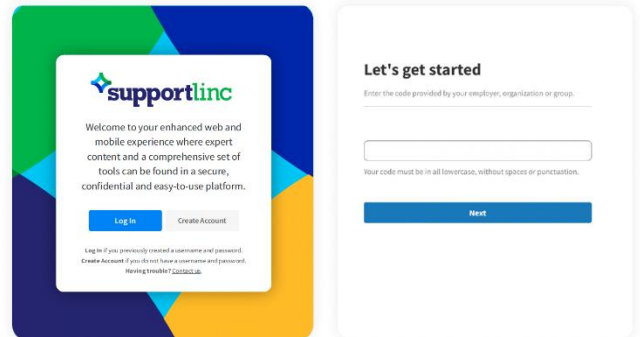 supportlinc
Welcome to your enhanced web and
mobile experience where expert
content and a comprehensive set of
tools can be found in a secure,
confidential and easy-to-use platform.
Log In
Create Account
Log In if you previously created a username and password.
Create Account if you do not have a username and password.
Having trouble? Contact us.
Let's get started
Enter the code provided by your employer, organization or group.
Your code must be in all lowercase, without spaces or punctuation.
Next